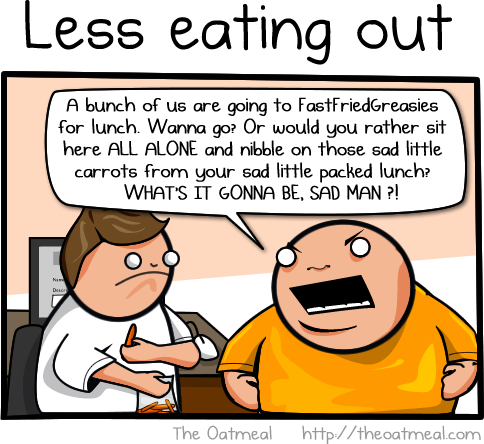 Less eating out
A bunch of us are going to FastFriedGreasies
for lunch. Wanna go? Or would you rather sit
here ALL ALONE and nibble on those sad little
carrots from your sad little packed lunch?
WHAT'S IT GONNA BE, SAD MAN ?!
Name
The Oatmeal http://theoatmeal.com